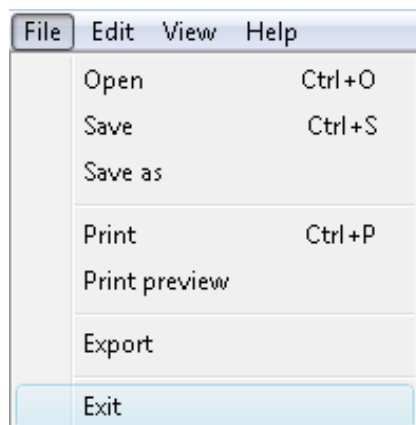 File Edit View Help
Open Ctrl+O
Save Ctrl+S
Save as
Print Ctrl+P
Print preview
Export
Exit